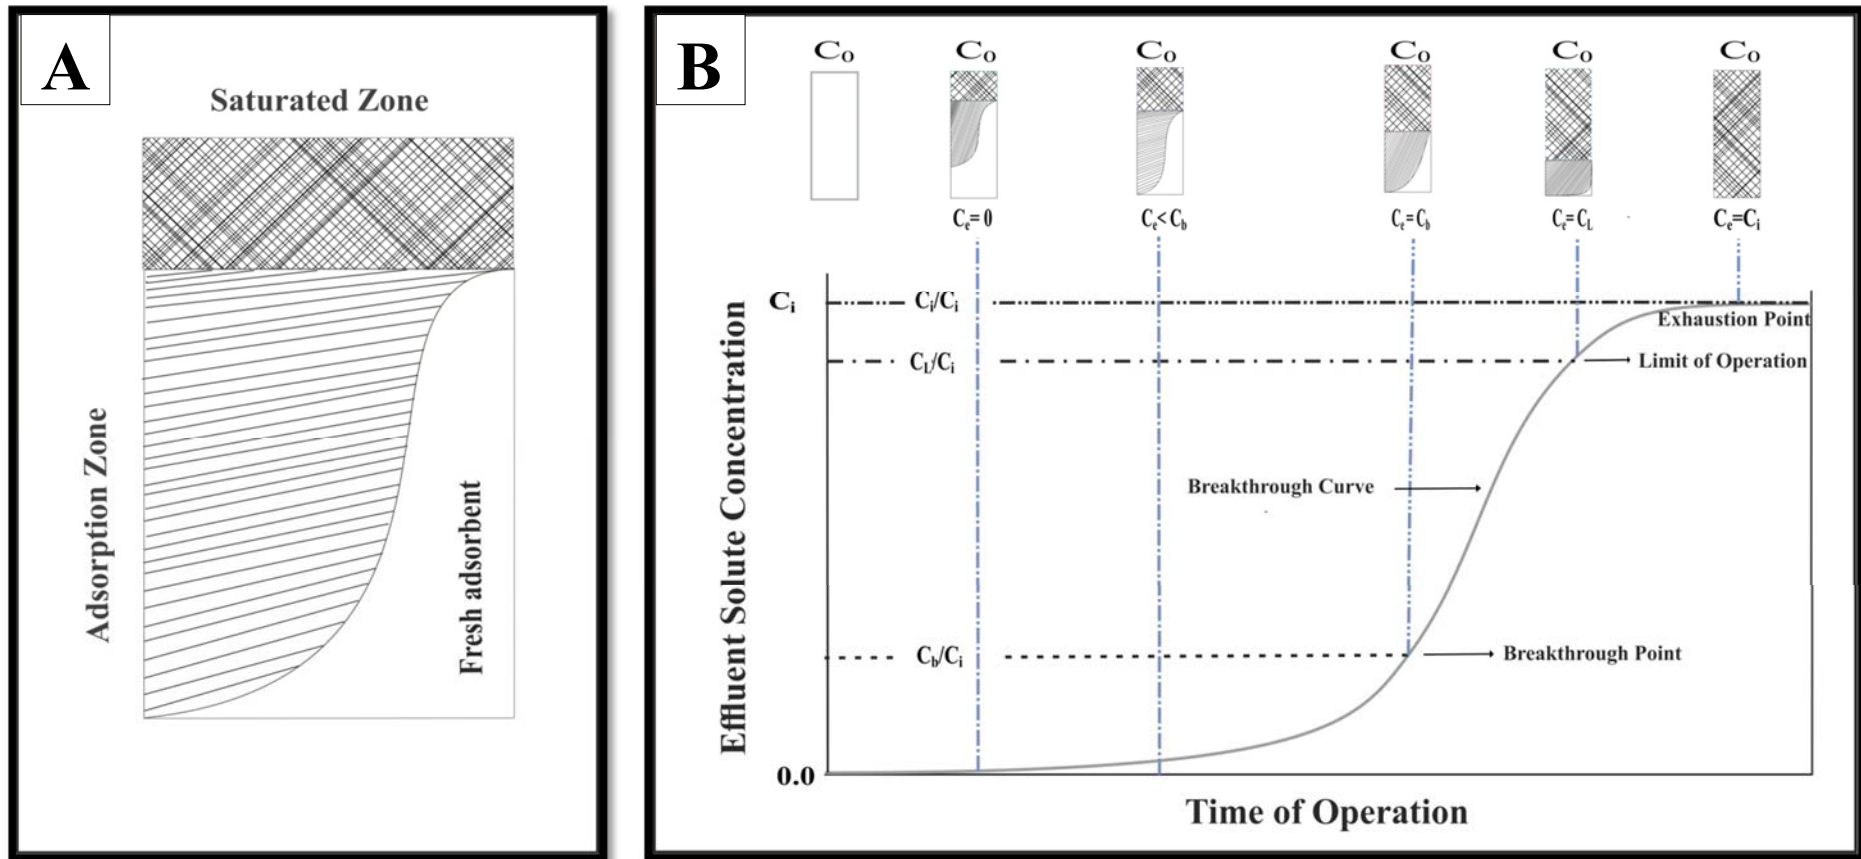 A
Saturated Zone
Adsorption Zone
Fresh adsorbent
B
Co Co Co Co Co Co
Ce= 0 Ce< Cb Ce= Cb Ce= CL Ce=Ci
Effluent Solute Concentration
Ci Ci/Ci
Exhaustion Point
CL/Ci Limit of Operation
Breakthrough Curve
Cb/Ci Breakthrough Point
0.0
Time of Operation